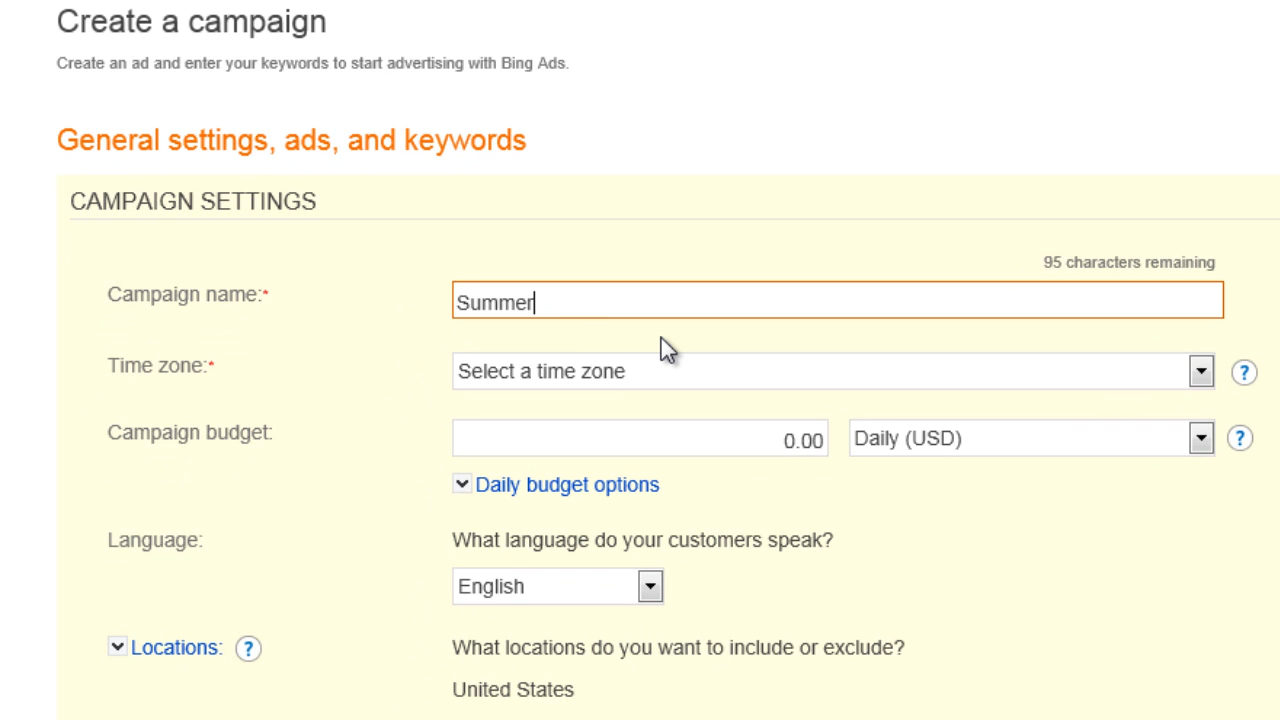 Create a campaign
Create an ad and enter your keywords to start advertising with Bing Ads.
General settings, ads, and keywords
CAMPAIGN SETTINGS
95 characters remaining
Campaign name:*
Summer
Time zone:*
Select a time zone
?
Campaign budget:
0.00
Daily (USD)
?
Daily budget options
Language:
What language do your customers speak?
English
Locations:
?
What locations do you want to include or exclude?
United States